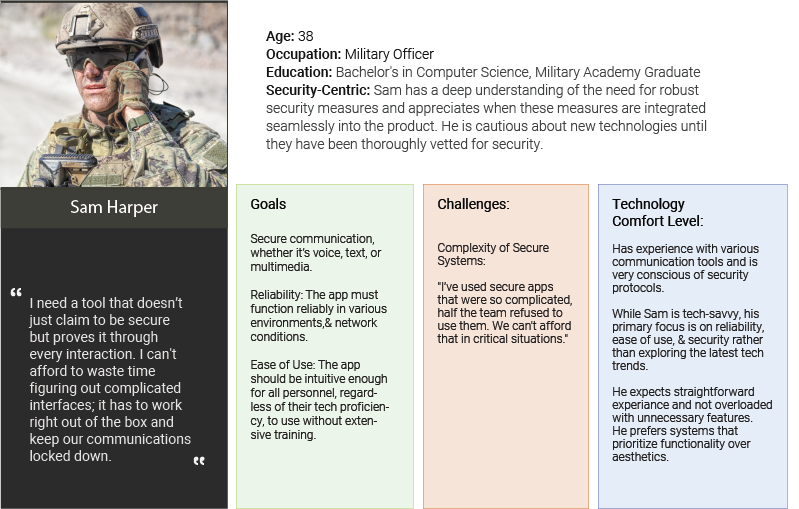 Age: 38
Occupation: Military Officer
Education: Bachelor's in Computer Science, Military Academy Graduate
Security-Centric: Sam has a deep understanding of the need for robust
security measures and appreciates when these measures are integrated
seamlessly into the product. He is cautious about new technologies until
they have been thoroughly vetted for security.
Sam Harper
“
I need a tool that doesn't
just claim to be secure
but proves it through
every interaction. I can't
afford to waste time
figuring out complicated
interfaces; it has to work
right out of the box and
keep our communications
locked down.
“
Goals
Secure communication,
whether it's voice, text, or
multimedia.
Reliability: The app must
function reliably in various
environments,& network
conditions.
Ease of Use: The app
should be intuitive enough
for all personnel, regard-
less of their tech proficien-
cy, to use without exten-
sive training.
Challenges:
Complexity of Secure
Systems:
"I've used secure apps
that were so complicated,
half the team refused to
use them. We can't afford
that in critical situations."
Technology
Comfort Level:
Has experience with various
communication tools and is
very conscious of security
protocols.
While Sam is tech-savvy, his
primary focus is on reliability,
ease of use, & security rather
than exploring the latest tech
trends.
He expects straightforward
experiance and not overloaded
with unnecessary features.
He prefers systems that
prioritize functionality over
aesthetics.